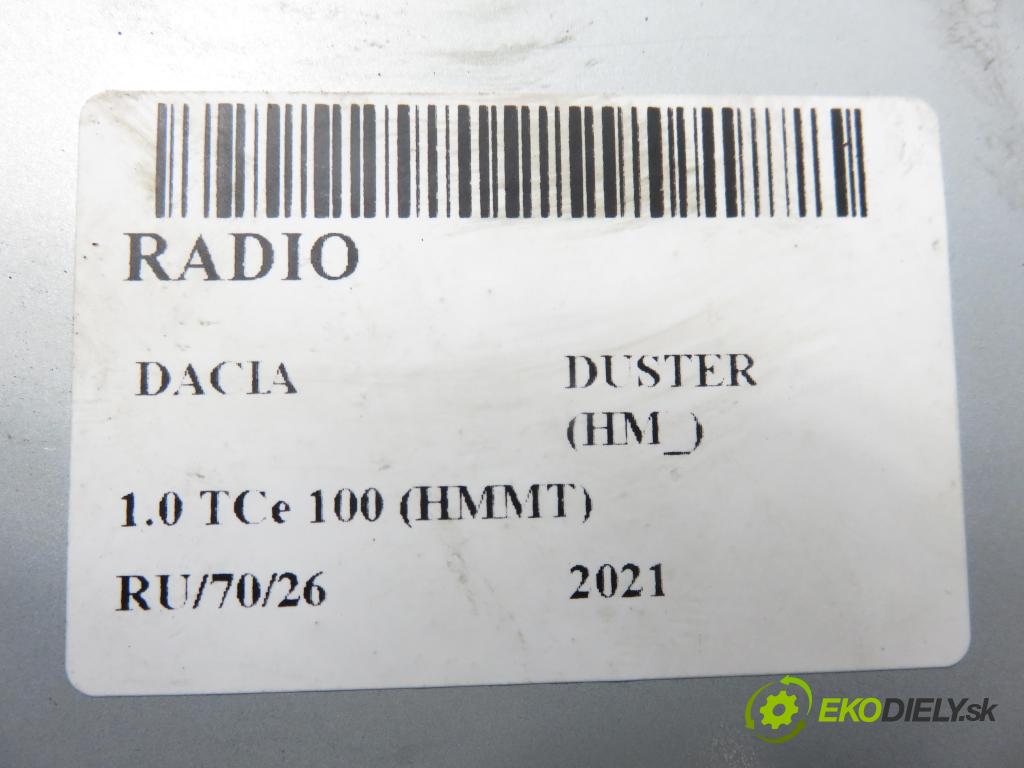 RADIO
DACIA DUSTER
(HM_)
1.0 TCe 100 (HMMT)
RU/70/26 2021
EKODIELY.sk